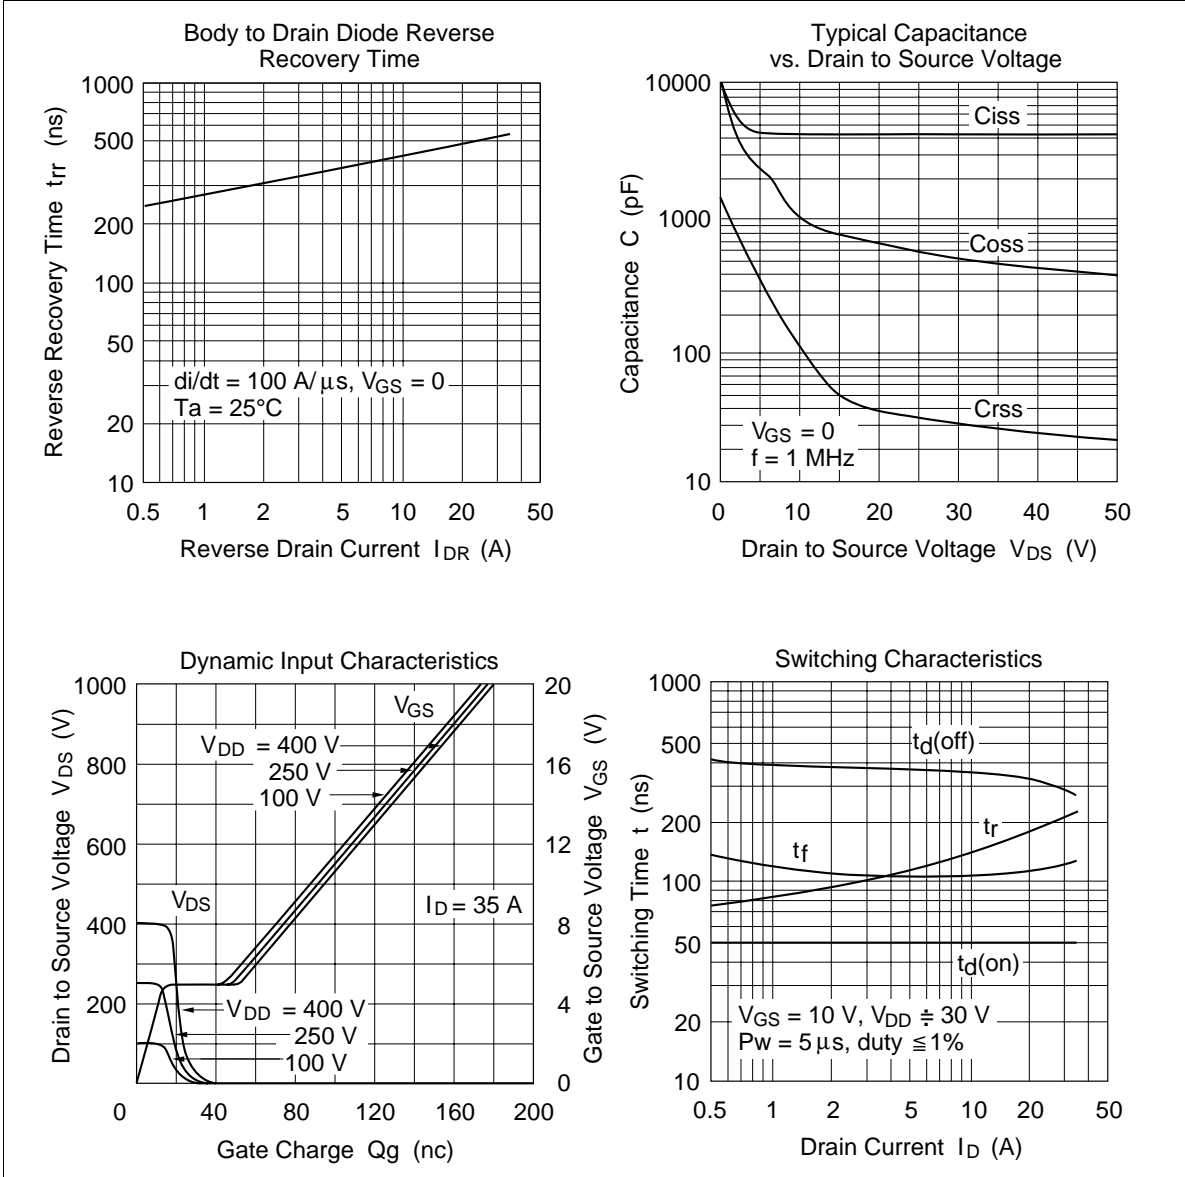 Body to Drain Diode Reverse
Recovery Time
1000
500
200
100
50
20
10
Reverse Recovery Time trr (ns)
di/dt = 100 A/µs, VGS = 0
Ta = 25°C
0.5 1 2 5 10 20 50
Reverse Drain Current IDR (A)
Typical Capacitance
vs. Drain to Source Voltage
10000
1000
100
10
Capacitance C (pF)
Ciss
Coss
Crss
VGS = 0
f = 1 MHz
0 10 20 30 40 50
Drain to Source Voltage VDS (V)
Dynamic Input Characteristics
1000
800
600
400
200
0
Drain to Source Voltage VDS (V)
20
16
12
8
4
0
Gate to Source Voltage VGS (V)
VGS
VDD = 400 V
250 V
100 V
VDS
ID = 35 A
VDD = 400 V
250 V
100 V
40 80 120 160 200
Gate Charge Qg (nc)
Switching Characteristics
1000
500
200
100
50
20
10
Switching Time t (ns)
td(off)
tr
tf
td(on)
VGS = 10 V, VDD ≑ 30 V
Pw = 5 µs, duty ≦ 1%
0.5 1 2 5 10 20 50
Drain Current ID (A)